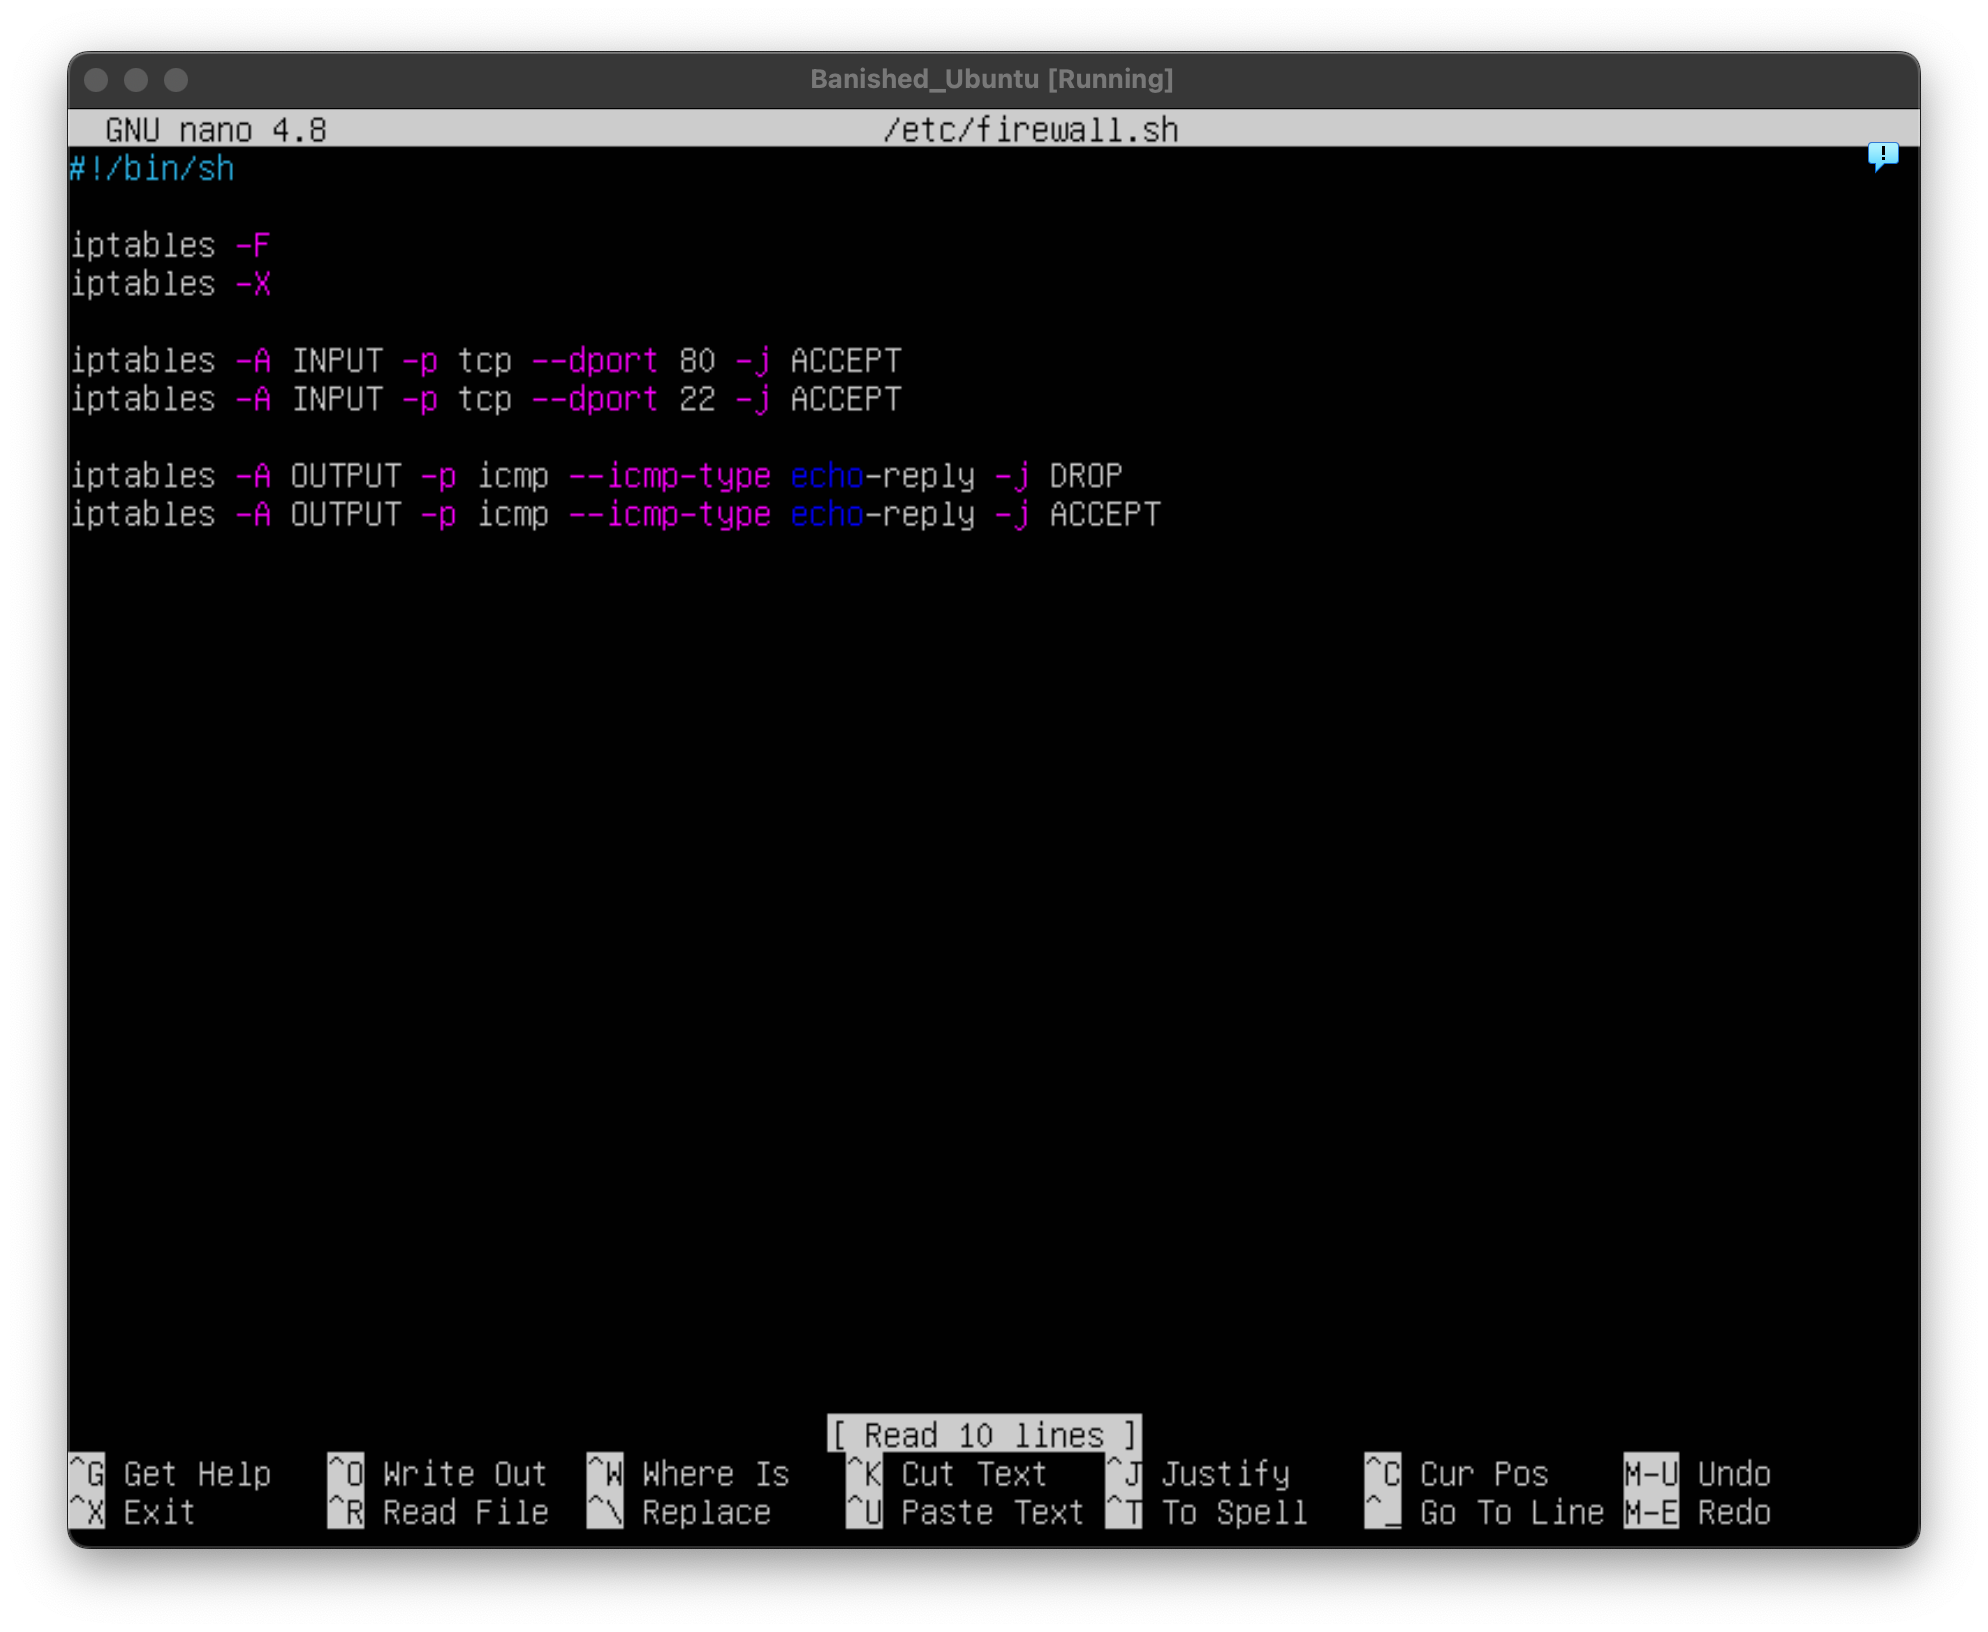 Banished_Ubuntu [Running]
GNU nano 4.8 /etc/firewall.sh
!
#!/bin/sh
iptables -F
iptables -X
iptables -A INPUT -p tcp --dport 80 -j ACCEPT
iptables -A INPUT -p tcp --dport 22 -j ACCEPT
iptables -A OUTPUT -p icmp --icmp-type echo-reply -j DROP
iptables -A OUTPUT -p icmp --icmp-type echo-reply -j ACCEPT
[ Read 10 lines ]
^G Get Help ^O Write Out ^W Where Is ^K Cut Text ^J Justify ^C Cur Pos M-U Undo
^X Exit ^R Read File ^\ Replace ^U Paste Text ^T To Spell ^_ Go To Line M-E Redo